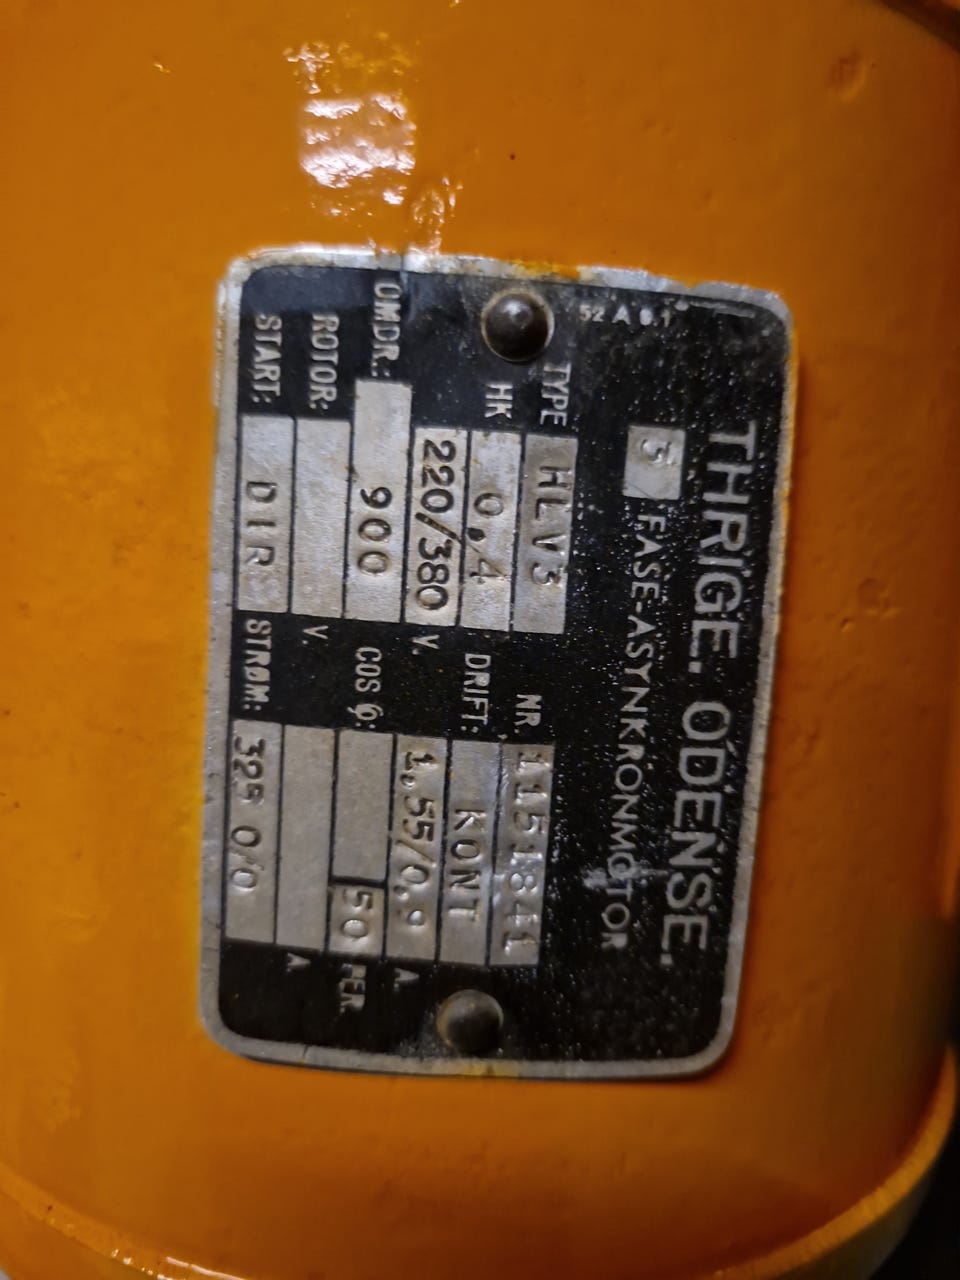 52 A 8.1
THRIGE. ODENSE.
3 FASE-ASYNKRONMOTOR
TYPE HLV3 NR. 1151841
HK 0,4 DRIFT: KONT
220/380 V. 1,55/0,9 A.
OMDR.: 900 COS φ: 50 PER.
ROTOR: V. A.
START: DIR STRØM: 325 0/0